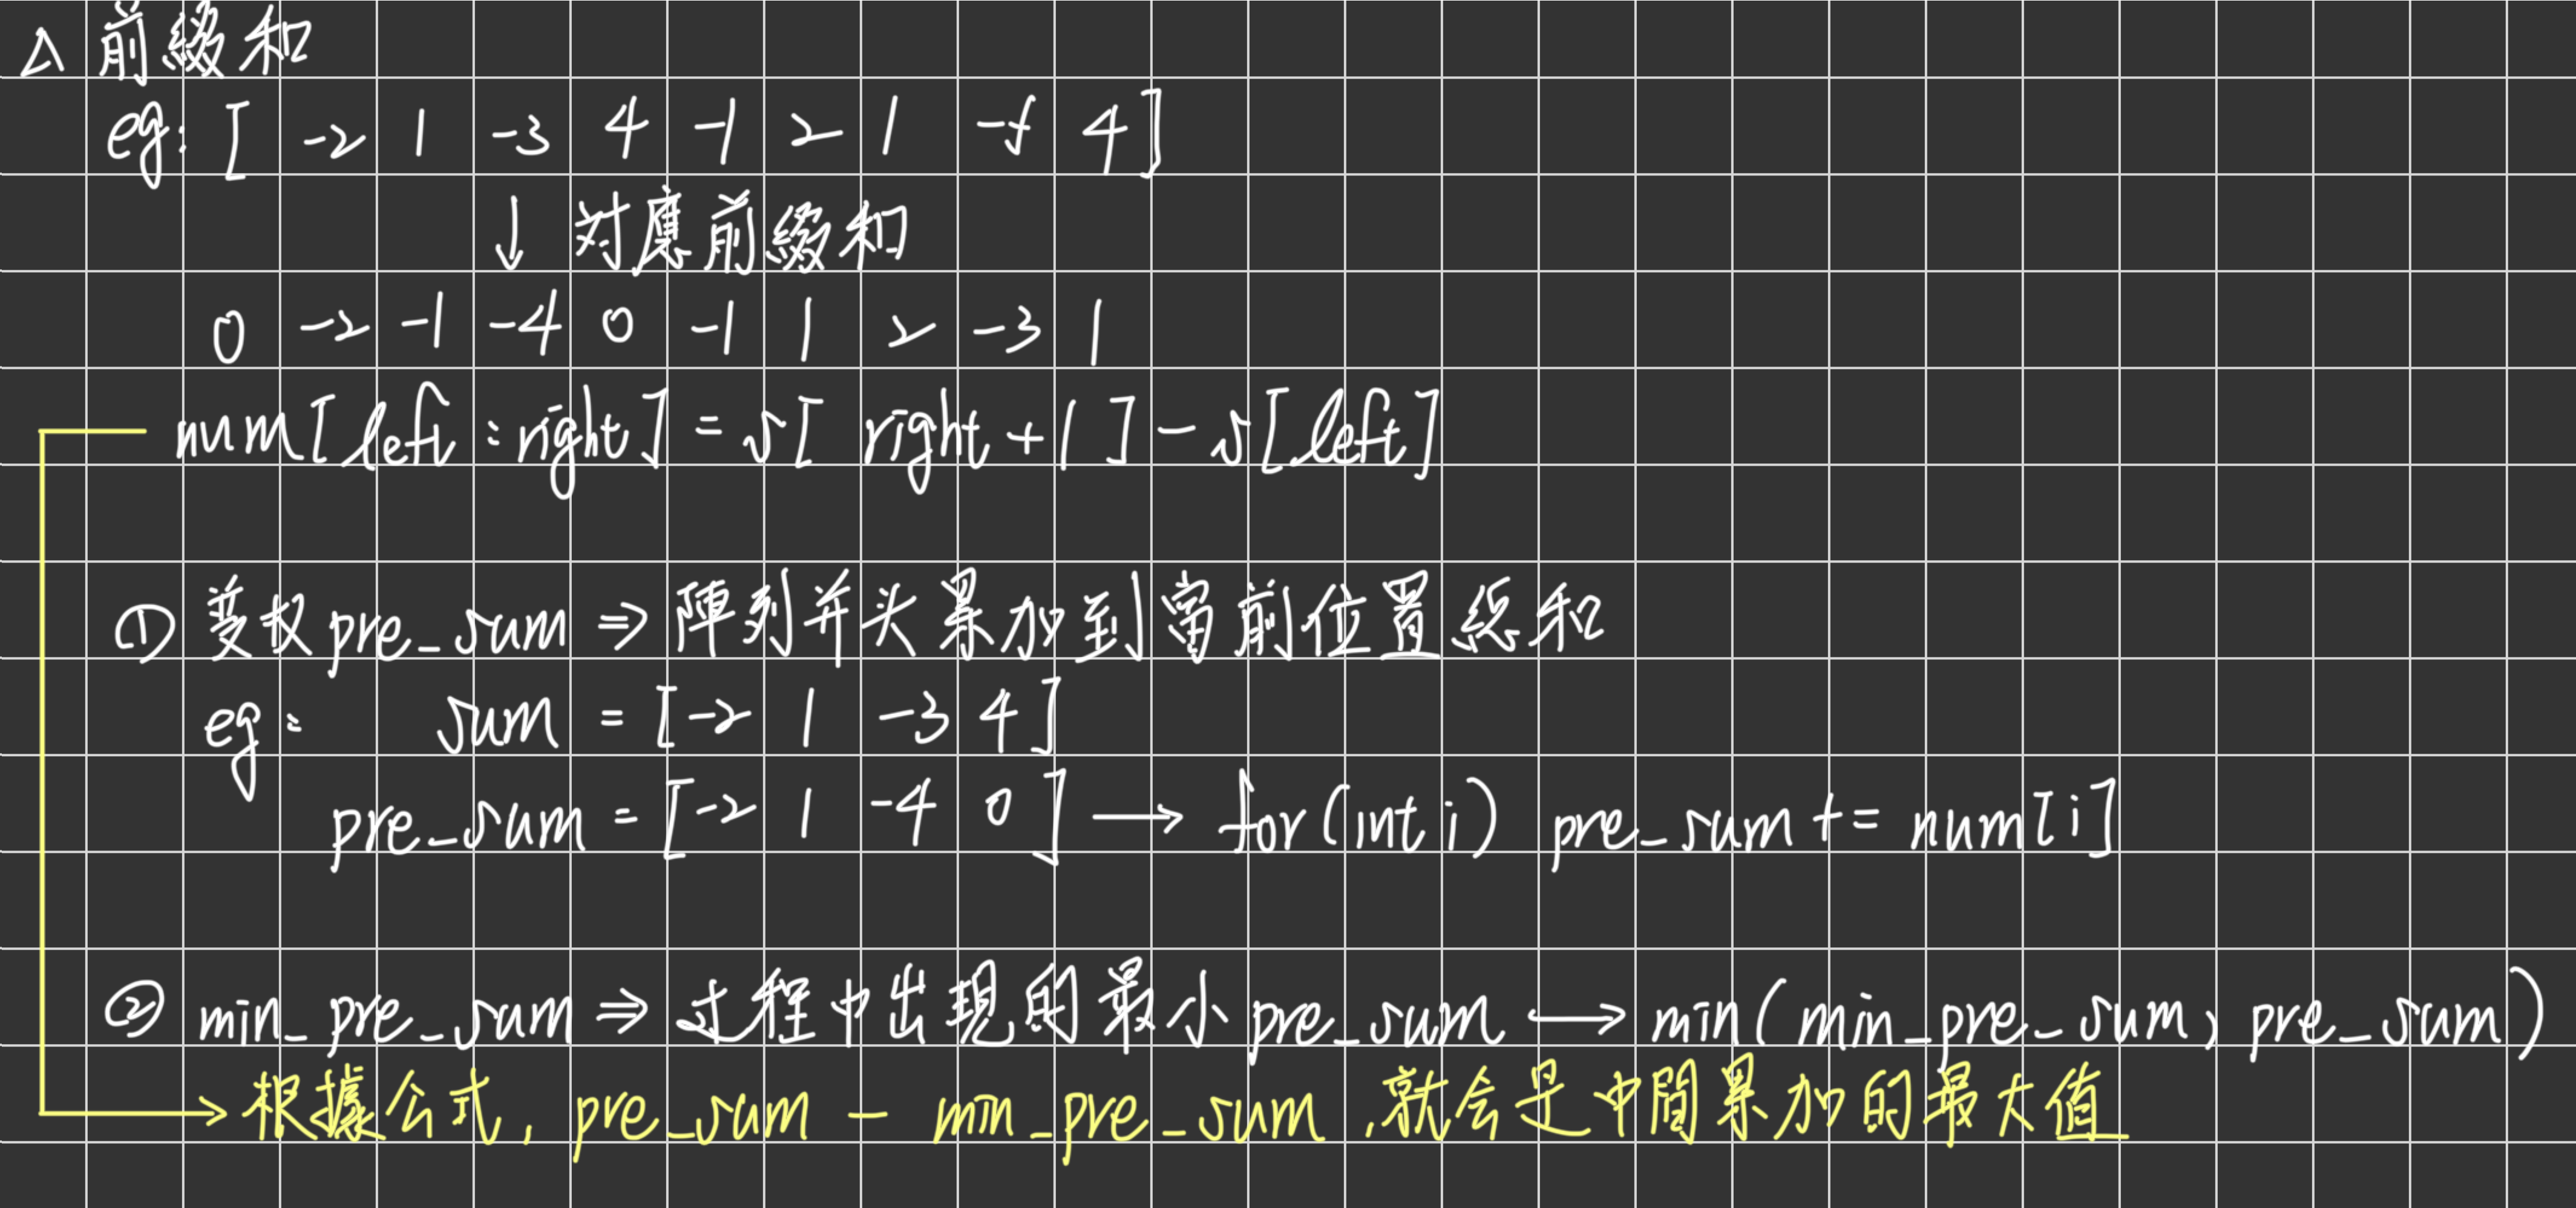 △ 前綴和
eg: [ -2 1 -3 4 -1 2 1 -5 4 ]
↓ 対應前綴和
0 -2 -1 -4 0 -1 1 2 -3 1
num[left : right] = s[ right + 1 ] - s[left]
① 变权 pre_sum ⇒ 陣列并头累加到當前位置総和
eg: sum = [ -2 1 -3 4 ]
pre_sum = [ -2 1 -4 0 ] → for(int i) pre_sum += num[i]
② min_pre_sum ⇒ 过程中出現的最小 pre_sum → min( min_pre_sum, pre_sum )
→ 根據公式, pre_sum - min_pre_sum ,就会是中間累加的最大值